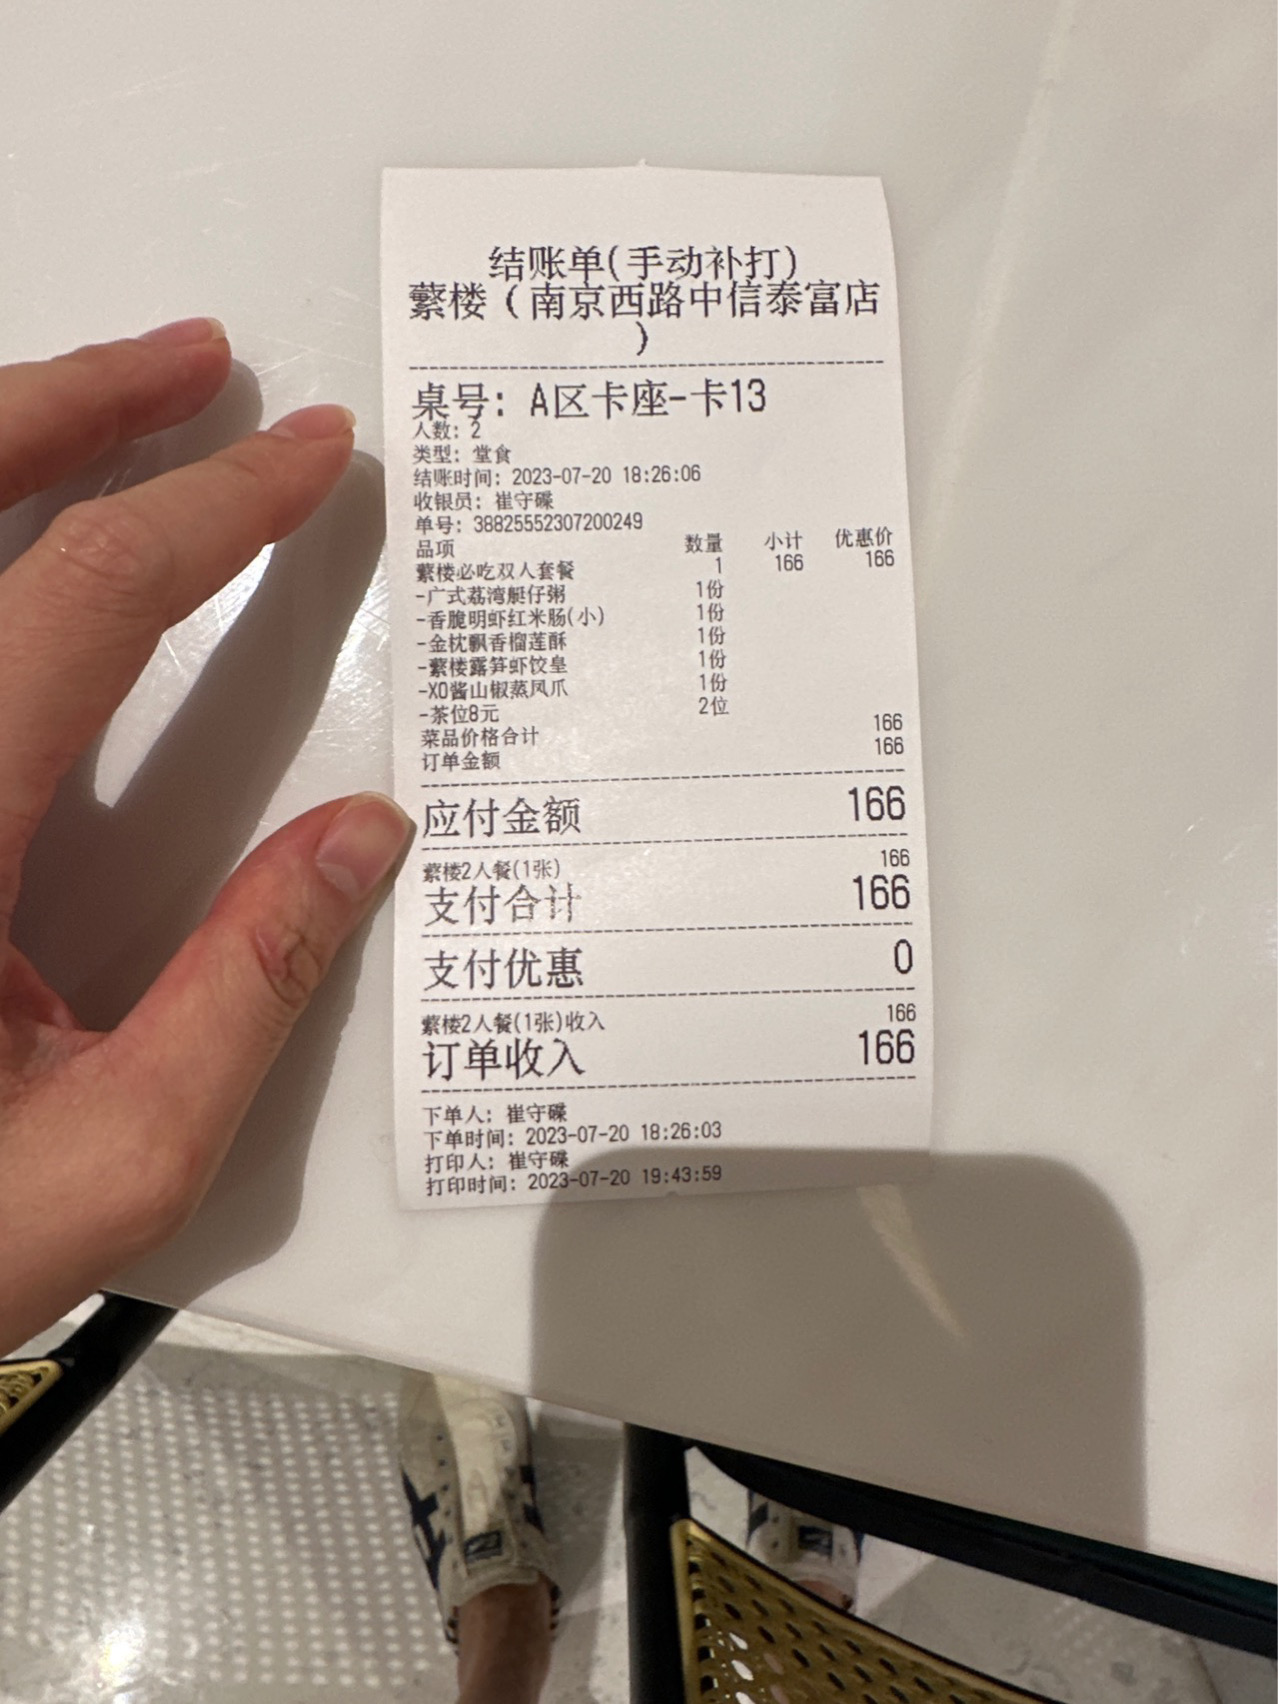 结账单(手动补打)
蘩楼（南京西路中信泰富店
）
桌号: A区卡座-卡13
人数: 2
类型: 堂食
结账时间: 2023-07-20 18:26:06
收银员: 崔守碟
单号: 38825552307200249
品项 数量 小计 优惠价
蘩楼必吃双人套餐 1 166 166
-广式荔湾艇仔粥 1份
-香脆明虾红米肠(小) 1份
-金枕飘香榴莲酥 1份
-蘩楼露笋虾饺皇 1份
-XO酱山椒蒸凤爪 1份
-茶位8元 2位
菜品价格合计 166
订单金额 166
应付金额 166
蘩楼2人餐(1张) 166
支付合计 166
支付优惠 0
蘩楼2人餐(1张)收入 166
订单收入 166
下单人: 崔守碟
下单时间: 2023-07-20 18:26:03
打印人: 崔守碟
打印时间: 2023-07-20 19:43:59